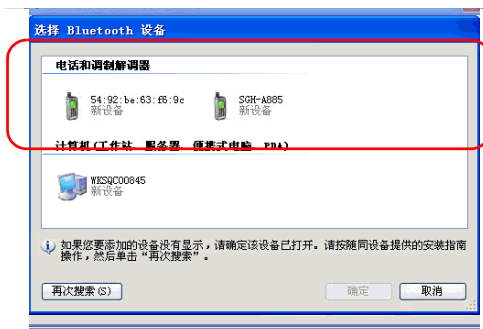 选择 Bluetooth 设备
电话和调制解调器
54:92:be:63:f6:9c
新设备
SGH-A885
新设备
计算机(工作站、服务器、便携式电脑、PDA)
WKSQC00845
新设备
如果您要添加的设备没有显示，请确定该设备已打开。请按随同设备提供的安装指南
操作，然后单击“再次搜索”。
再次搜索(S)
确定
取消